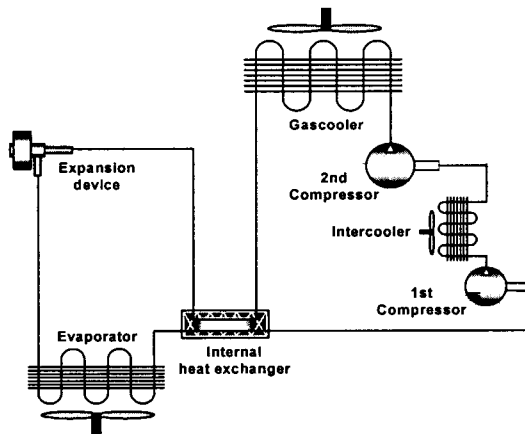 Gascooler
Expansion
device
2nd
Compressor
Intercooler
1st
Compressor
Evaporator
Internal
heat exchanger